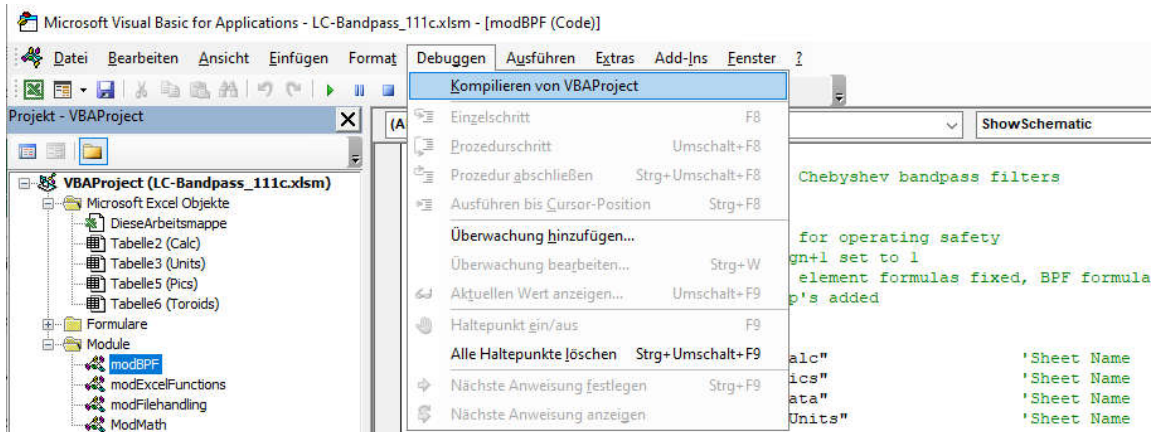 Microsoft Visual Basic for Applications - LC-Bandpass_111c.xlsm - [modBPF (Code)]
Datei Bearbeiten Ansicht Einfügen Format Debuggen Ausführen Extras Add-Ins Fenster ?
Kompilieren von VBAProject
Projekt - VBAProject
(A
ShowSchematic
Einzelschritt F8
Prozedurschritt Umschalt+F8
Prozedur abschließen Strg+Umschalt+F8
Ausführen bis Cursor-Position Strg+F8
Überwachung hinzufügen...
Überwachung bearbeiten... Strg+W
Aktuellen Wert anzeigen... Umschalt+F9
Haltepunkt ein/aus F9
Alle Haltepunkte löschen Strg+Umschalt+F9
Nächste Anweisung festlegen Strg+F9
Nächste Anweisung anzeigen
VBAProject (LC-Bandpass_111c.xlsm)
Microsoft Excel Objekte
DieseArbeitsmappe
Tabelle2 (Calc)
Tabelle3 (Units)
Tabelle5 (Pics)
Tabelle6 (Toroids)
Formulare
Module
modBPF
modExcelFunctions
modFilehandling
ModMath
Chebyshev bandpass filters
for operating safety
gn+1 set to 1
element formulas fixed, BPF formula
p's added
alc" 'Sheet Name
ics" 'Sheet Name
ata" 'Sheet Name
Units" 'Sheet Name